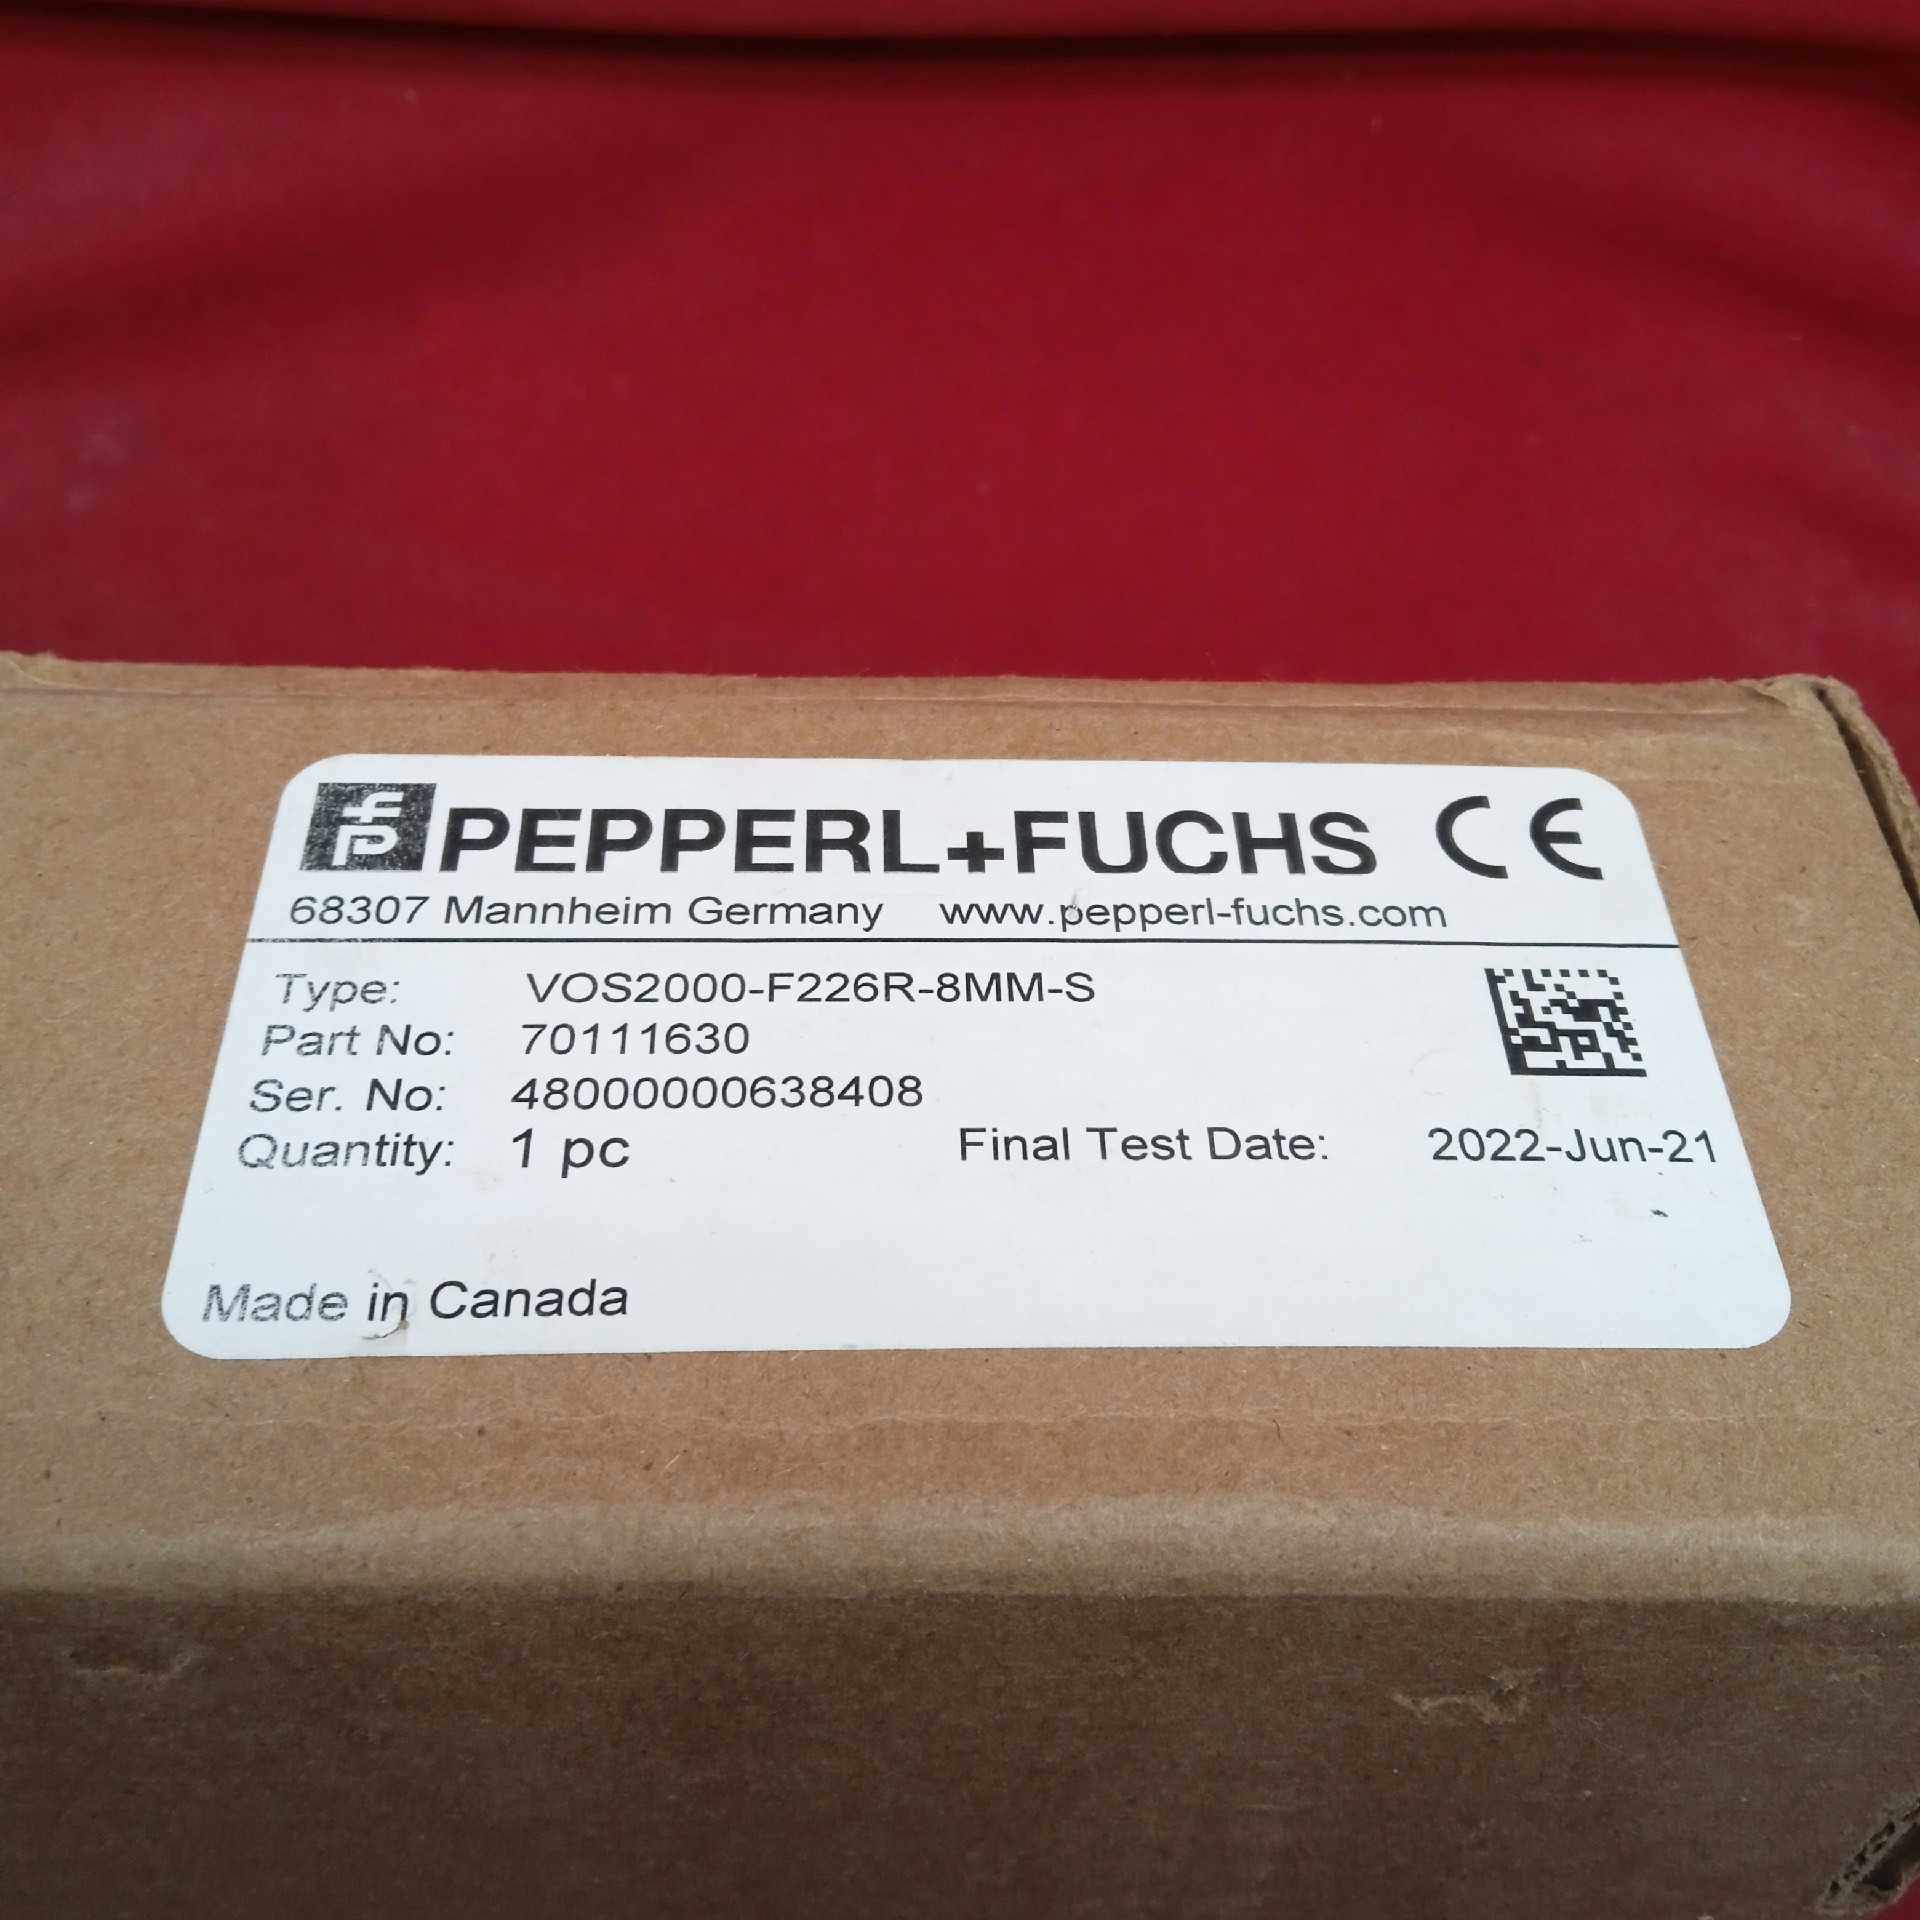 PEPPERL+FUCHS CE
68307 Mannheim Germany www.pepperl-fuchs.com
Type: VOS2000-F226R-8MM-S
Part No: 70111630
Ser. No: 48000000638408
Quantity: 1 pc Final Test Date: 2022-Jun-21
Made in Canada